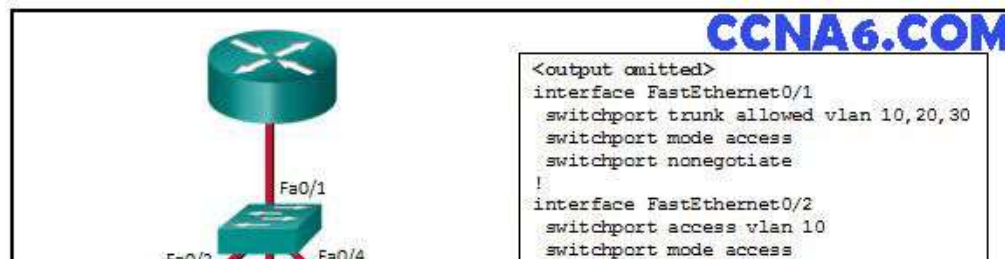 CCNA6.COM
<output omitted>
interface FastEthernet0/1
switchport trunk allowed vlan 10,20,30
switchport mode access
switchport nonegotiate
!
interface FastEthernet0/2
switchport access vlan 10
switchport mode access
Fa0/1
Fa0/4